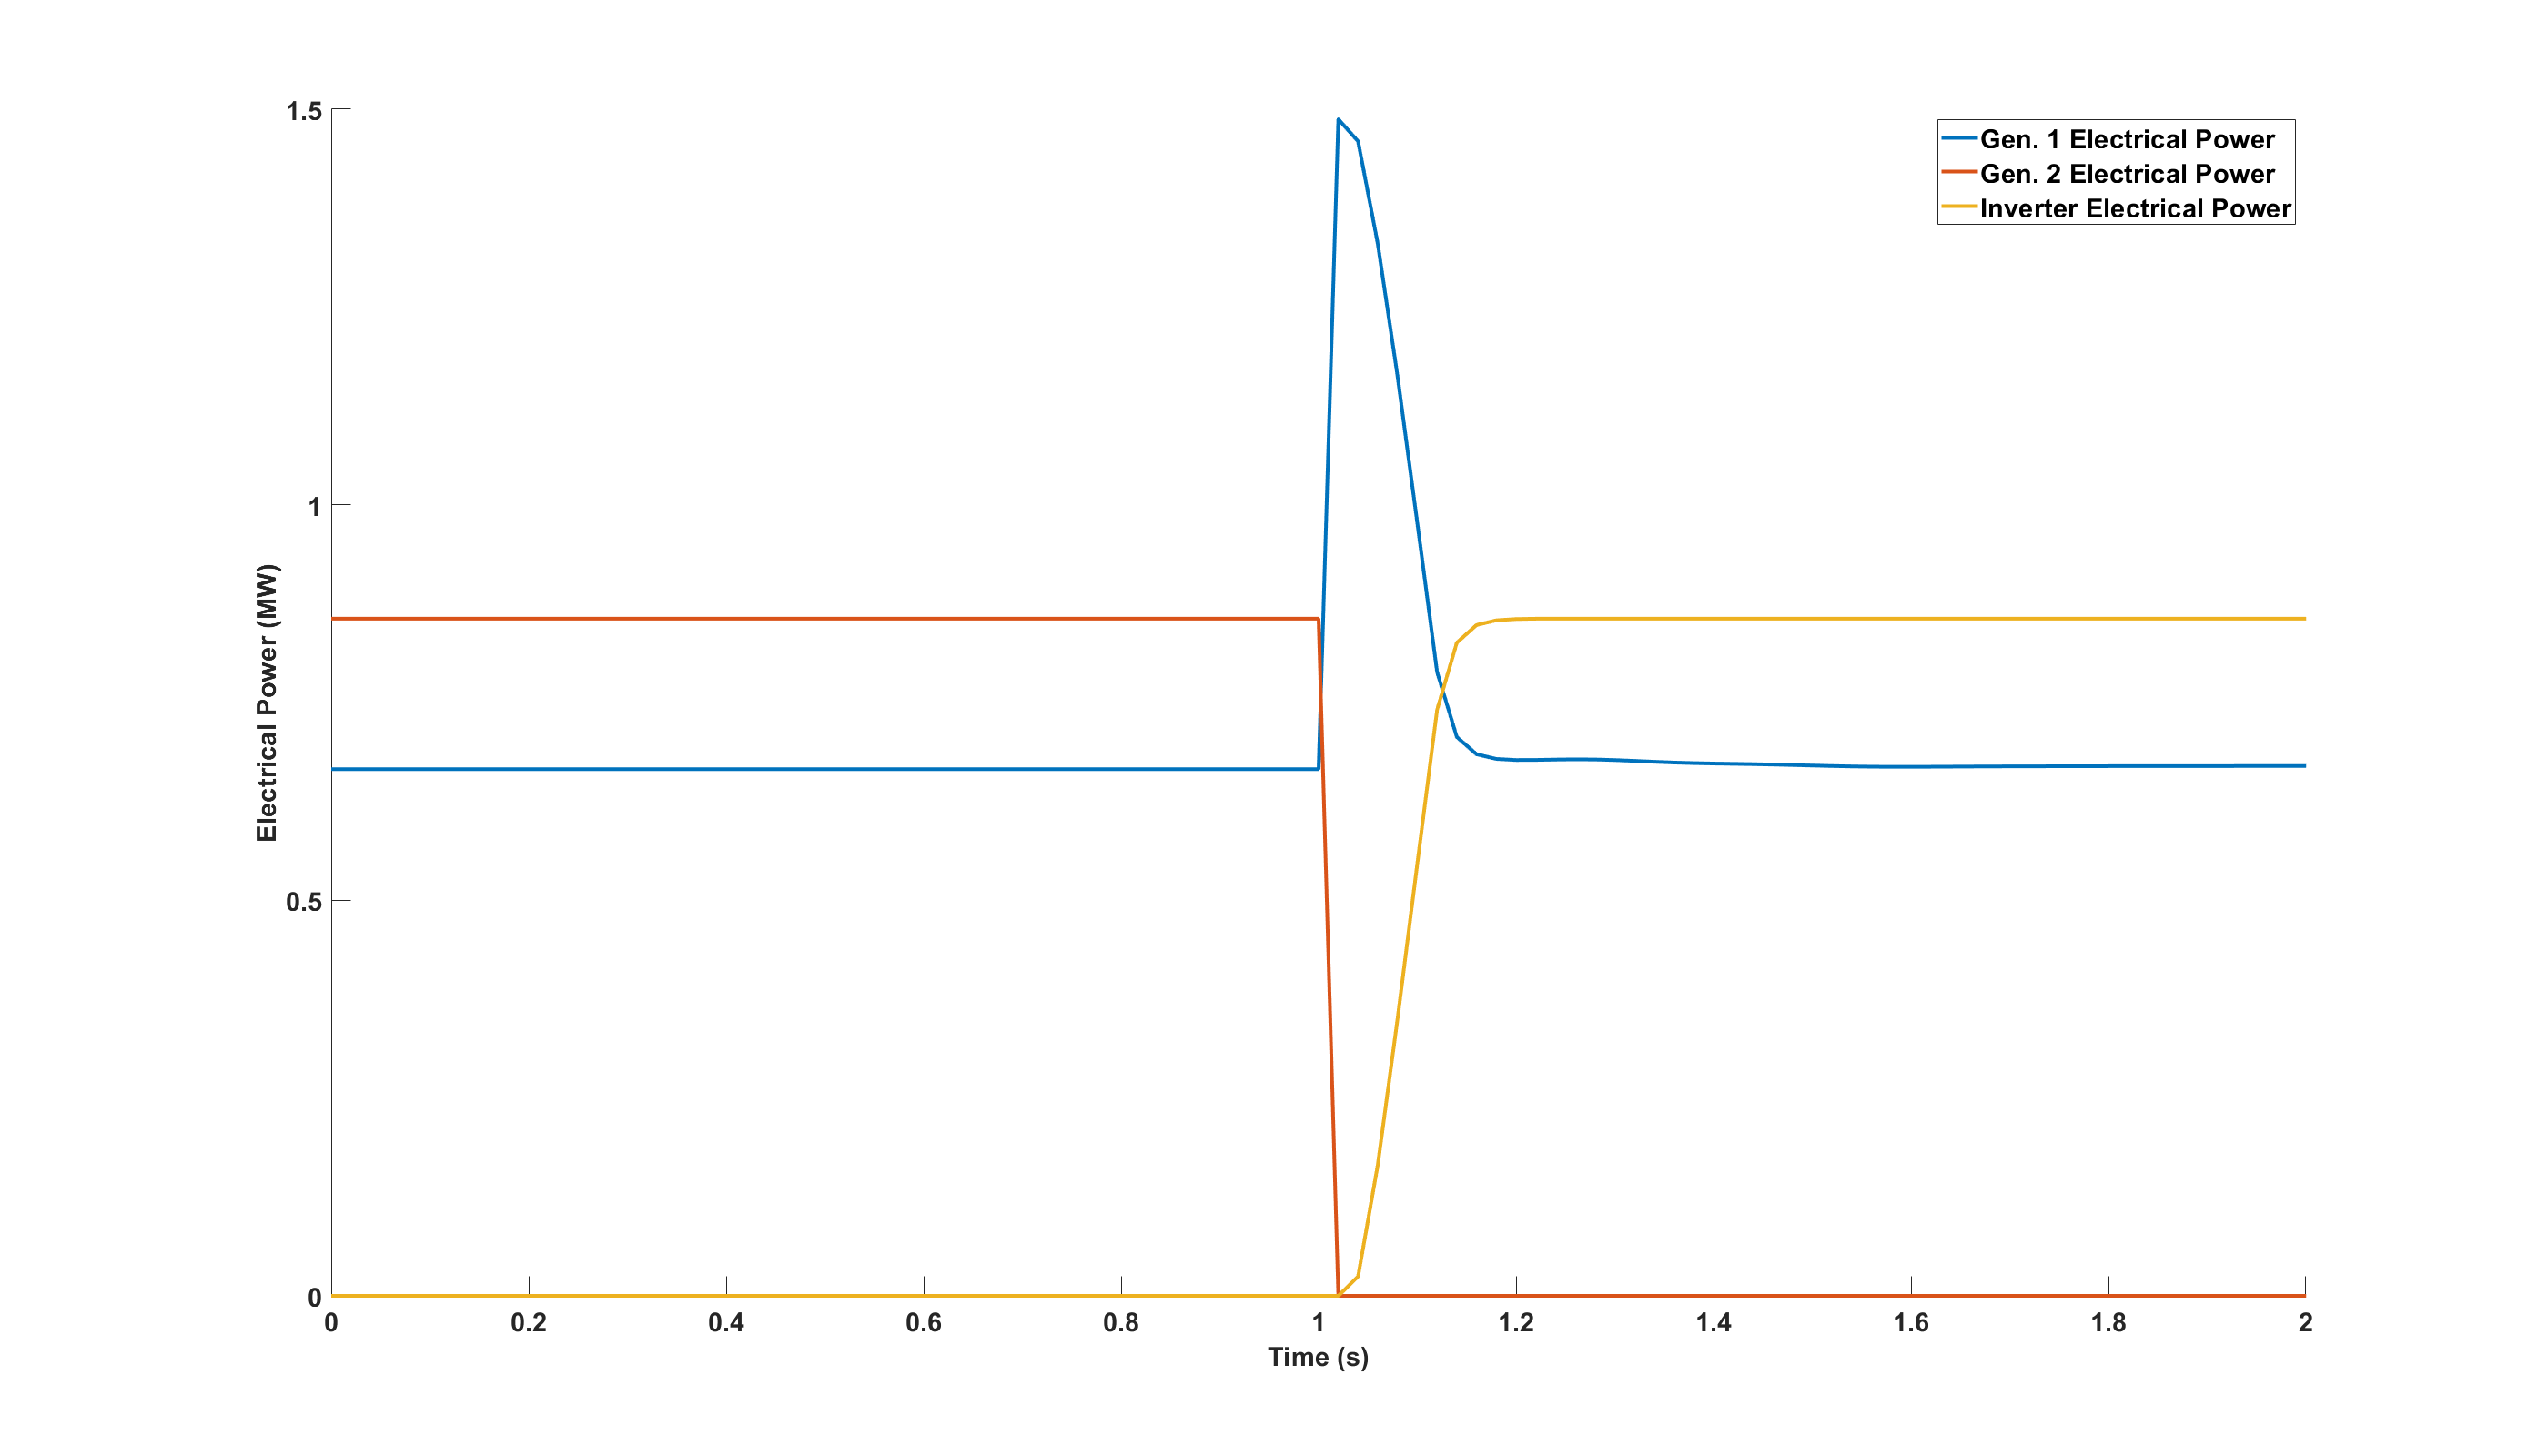 1.5
1
0.5
0
Electrical Power (MW)
Gen. 1 Electrical Power
Gen. 2 Electrical Power
Inverter Electrical Power
0 0.2 0.4 0.6 0.8 1 1.2 1.4 1.6 1.8 2
Time (s)